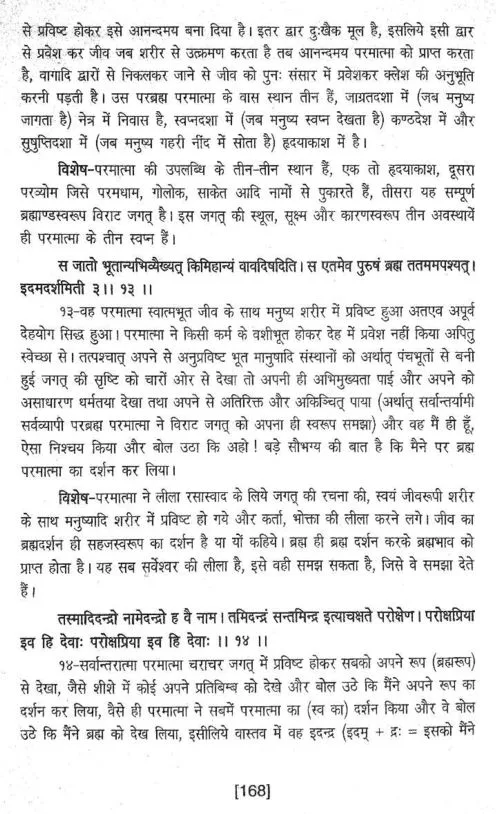 से प्रविष्ट होकर इसे आनन्दमय बना दिया है। इतर द्वार दुःखैक मूल है, इसलिये इसी द्वार
से प्रवेश कर जीव जब शरीर से उत्क्रमण करता है तब आनन्दमय परमात्मा को प्राप्त करता
है, वागादि द्वारों से निकलकर जाने से जीव को पुनः संसार में प्रवेशकर क्लेश की अनुभूति
करनी पड़ती है। उस परब्रह्म परमात्मा के वास स्थान तीन हैं, जाग्रतदशा में (जब मनुष्य
जागता है) नेत्र में निवास है, स्वप्नदशा में (जब मनुष्य स्वप्न देखता है) कण्ठदेश में और
सुषुप्तिदशा में (जब मनुष्य गहरी नींद में सोता है) हृदयाकाश में है।
विशेष-परमात्मा की उपलब्धि के तीन-तीन स्थान हैं, एक तो हृदयाकाश, दूसरा
परव्योम जिसे परमधाम, गोलोक, साकेत आदि नामों से पुकारते हैं, तीसरा यह सम्पूर्ण
ब्रह्माण्डस्वरूप विराट जगत् है। इस जगत की स्थूल, सूक्ष्म और कारणस्वरूप तीन अवस्थायें
ही परमात्मा के तीन स्वप्न हैं।
स जातो भूतान्यभिव्यैख्यत् किमिहान्यं वावदिषदिति। स एतमेव पुरुषं ब्रह्म ततममपश्यत्।
इदमदर्शमिती ३।। १३ ।।
१३-वह परमात्मा स्वात्मभूत जीव के साथ मनुष्य शरीर में प्रविष्ट हुआ अतएव अपूर्व
देहयोग सिद्ध हुआ। परमात्मा ने किसी कर्म के वशीभूत होकर देह में प्रवेश नहीं किया अपितु
स्वेच्छा से। तत्पश्चात् अपने से अनुप्रविष्ट भूत मानुषादि संस्थानों को अर्थात् पंचभूतों से बनी
हुई जगत की सृष्टि को चारों ओर से देखा तो अपनी ही अभिमुख्यता पाई और अपने को
असाधारण धर्मतया देखा तथा अपने से अतिरिक्त और अकिञ्चित् पाया (अर्थात् सर्वान्तर्यामी
सर्वव्यापी परब्रह्म परमात्मा ने विराट जगत् को अपना ही स्वरूप समझा) और वह मैं ही हूँ,
ऐसा निश्चय किया और बोल उठा कि अहो ! बड़े सौभग्य की बात है कि मैने पर ब्रह्म
परमात्मा का दर्शन कर लिया।
विशेष-परमात्मा ने लीला रसास्वाद के लिये जगत् की रचना की, स्वयं जीवरूपी शरीर
के साथ मनुष्यादि शरीर में प्रविष्ट हो गये और कर्ता, भोक्ता की लीला करने लगे। जीव का
ब्रह्मदर्शन ही सहजस्वरूप का दर्शन है या यों कहिये। ब्रह्म ही ब्रह्म दर्शन करके ब्रह्मभाव को
प्राप्त होता है। यह सब सर्वेश्वर की लीला है, इसे वही समझ सकता है, जिसे वे समझा देते
हैं।
तस्मादिदन्द्रो नामेदन्द्रो ह वै नाम। तमिदन्द्रं सन्तमिन्द्र इत्याचक्षते परोक्षेण। परोक्षप्रिया
इव हि देवाः परोक्षप्रिया इव हि देवाः ।। १४ ।।
१४-सर्वान्तरात्मा परमात्मा चराचर जगत् में प्रविष्ट होकर सबको अपने रूप (ब्रह्मरूप)
से देखा, जैसे शीशे में कोई अपने प्रतिबिम्ब को देखे और बोल उठे कि मैंने अपने रूप का
दर्शन कर लिया, वैसे ही परमात्मा ने सबमें परमात्मा का (स्व का) दर्शन किया और वे बोल
उठे कि मैंने ब्रह्म को देख लिया, इसीलिये वास्तव में वह इदन्द्र (इदम् + द्रः = इसको मैंने
[168]